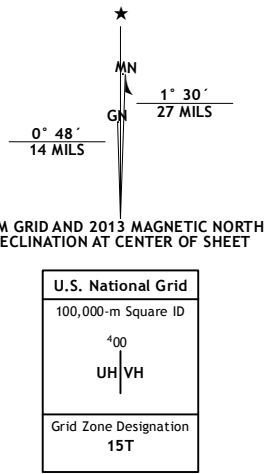 ★
MN
1° 30´
27 MILS
GN
0° 48´
14 MILS
M GRID AND 2013 MAGNETIC NORTH
ECLINATION AT CENTER OF SHEET
U.S. National Grid
100,000-m Square ID
⁴00
UH VH
Grid Zone Designation
15T